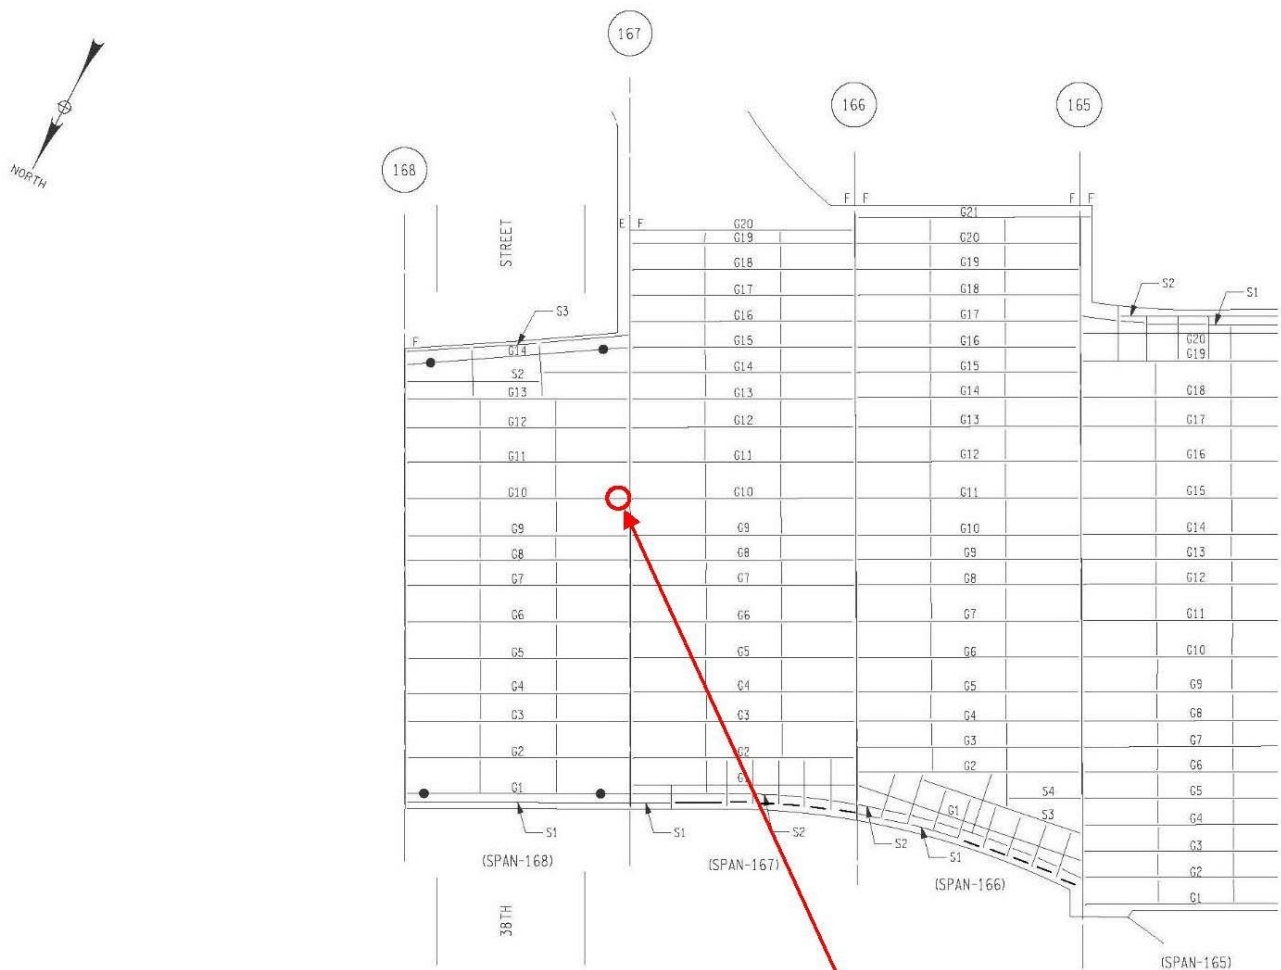 167
166
165
168
NORTH
STREET
S3
F
E F
F F
F F
G14
S2
G13
G12
G11
G10
G9
G8
G7
G6
G5
G4
G3
G2
G1
S1
(SPAN-168)
38TH
G20
G19
G18
G17
G16
G15
G14
G13
G12
G11
G10
G9
G8
G7
G6
G5
G4
G3
G2
S1
S2
(SPAN-167)
G21
G20
G19
G18
G17
G16
G15
G14
G13
G12
G11
G10
G9
G8
G7
G6
G5
G4
G3
G2
G1
S4
S3
S2
S1
(SPAN-166)
S2
S1
G20
G19
G18
G17
G16
G15
G14
G13
G12
G11
G10
G9
G8
G7
G6
G5
G4
G3
G2
G1
(SPAN-165)